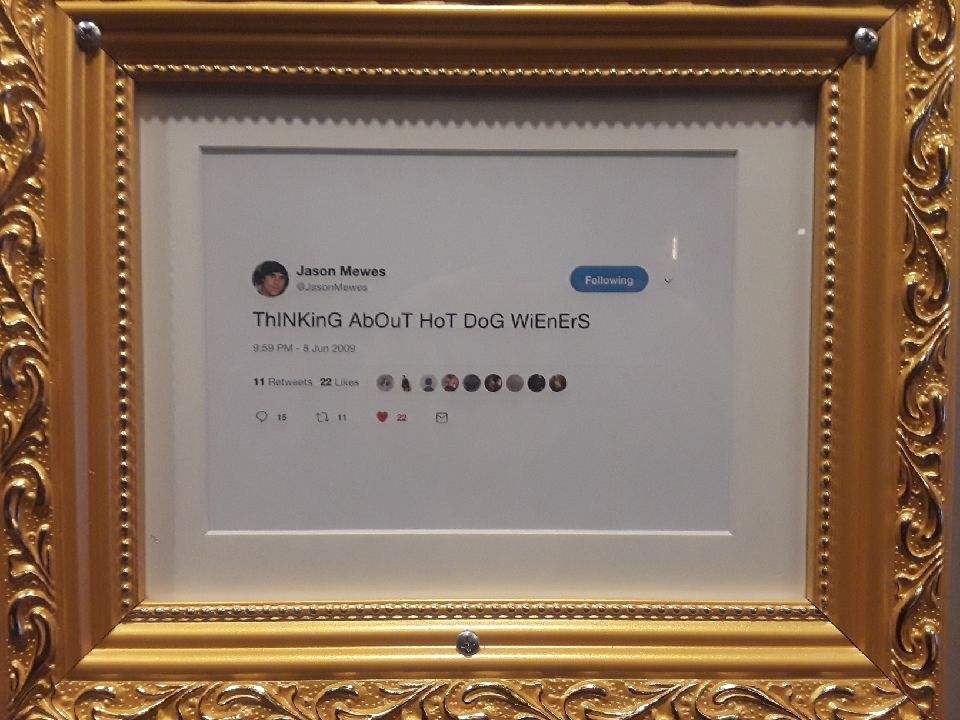 Jason Mewes
@JasonMewes
Following
ThINKinG AbOuT HoT DoG WiEnErS
9:59 PM - 8 Jun 2009
11 Retweets 22 Likes
15 11 22